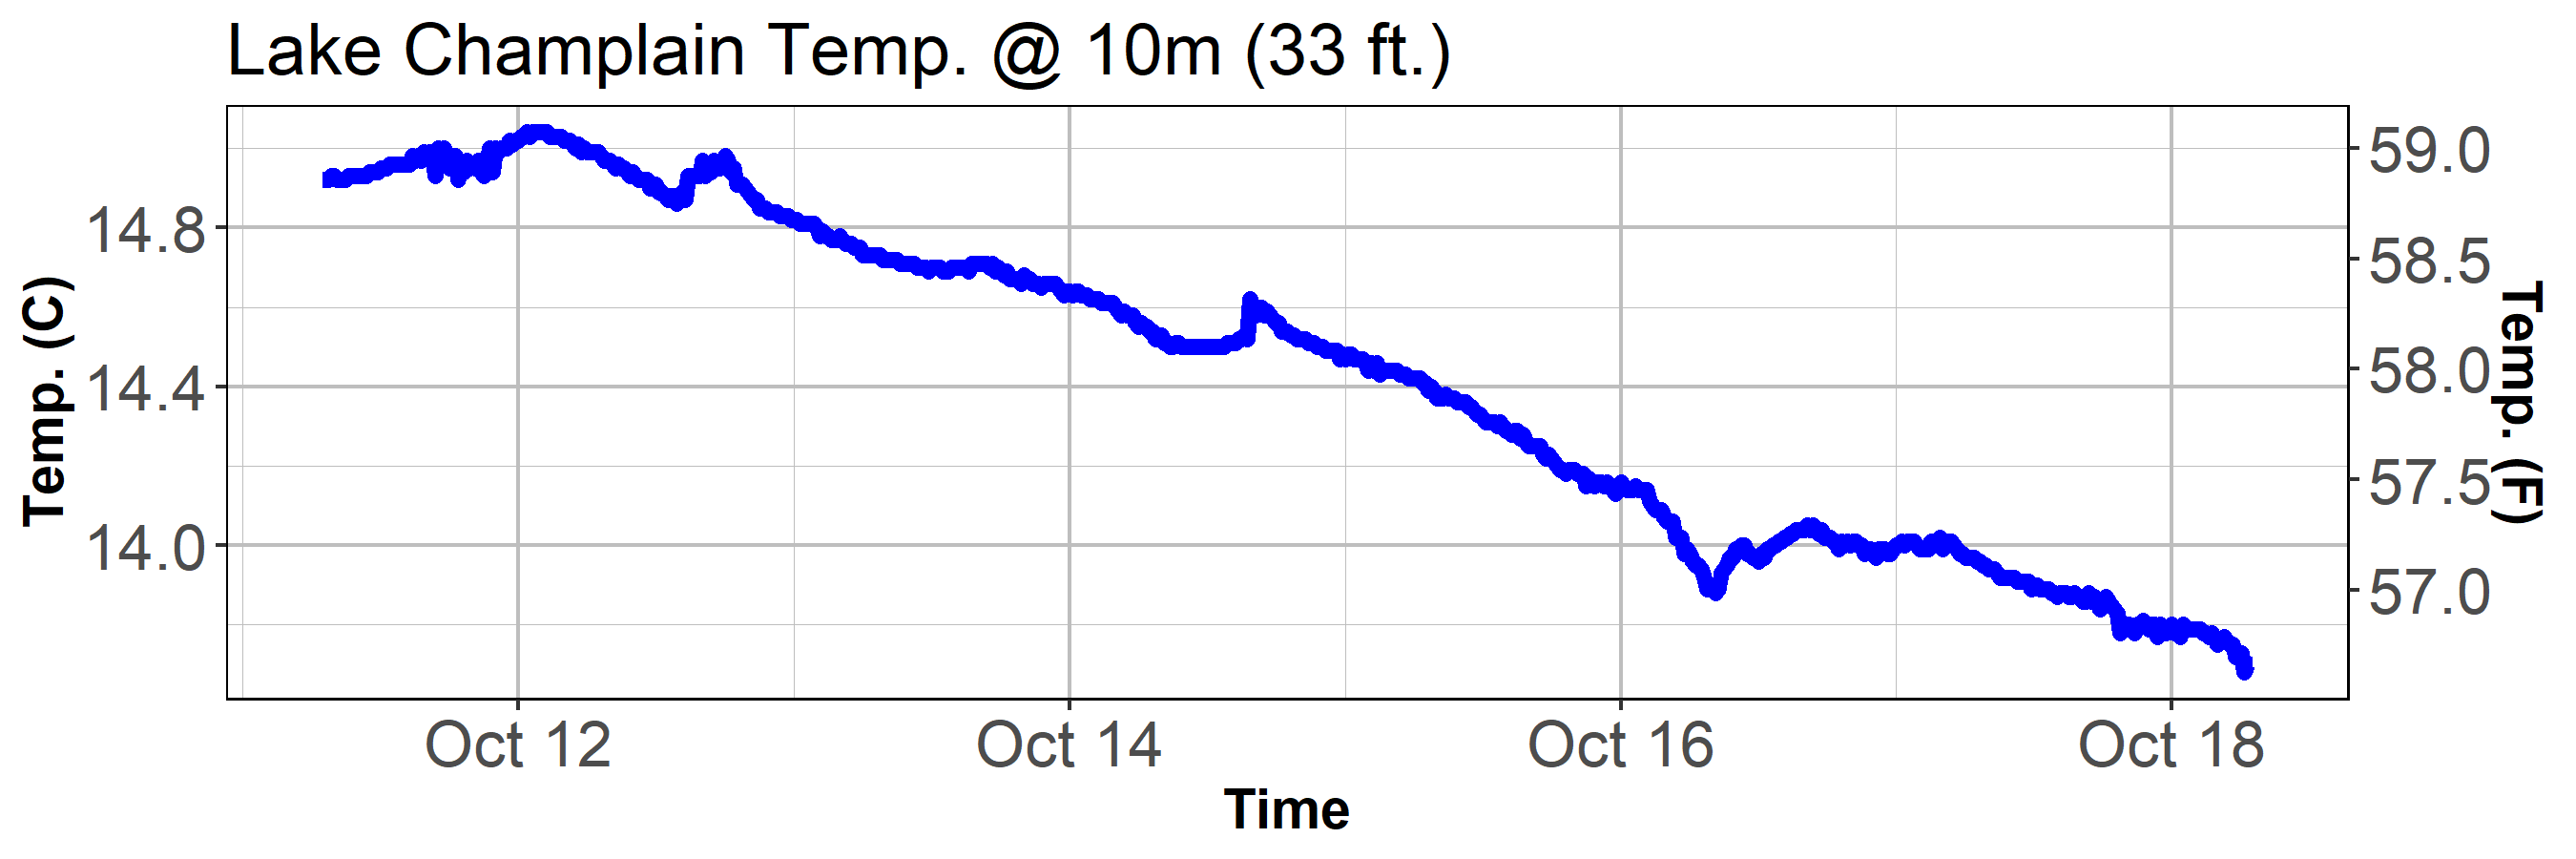 Lake Champlain Temp. @ 10m (33 ft.)
Temp. (C)
14.8
14.4
14.0
59.0
58.5
58.0
57.5
57.0
Temp. (F)
Oct 12
Oct 14
Oct 16
Oct 18
Time